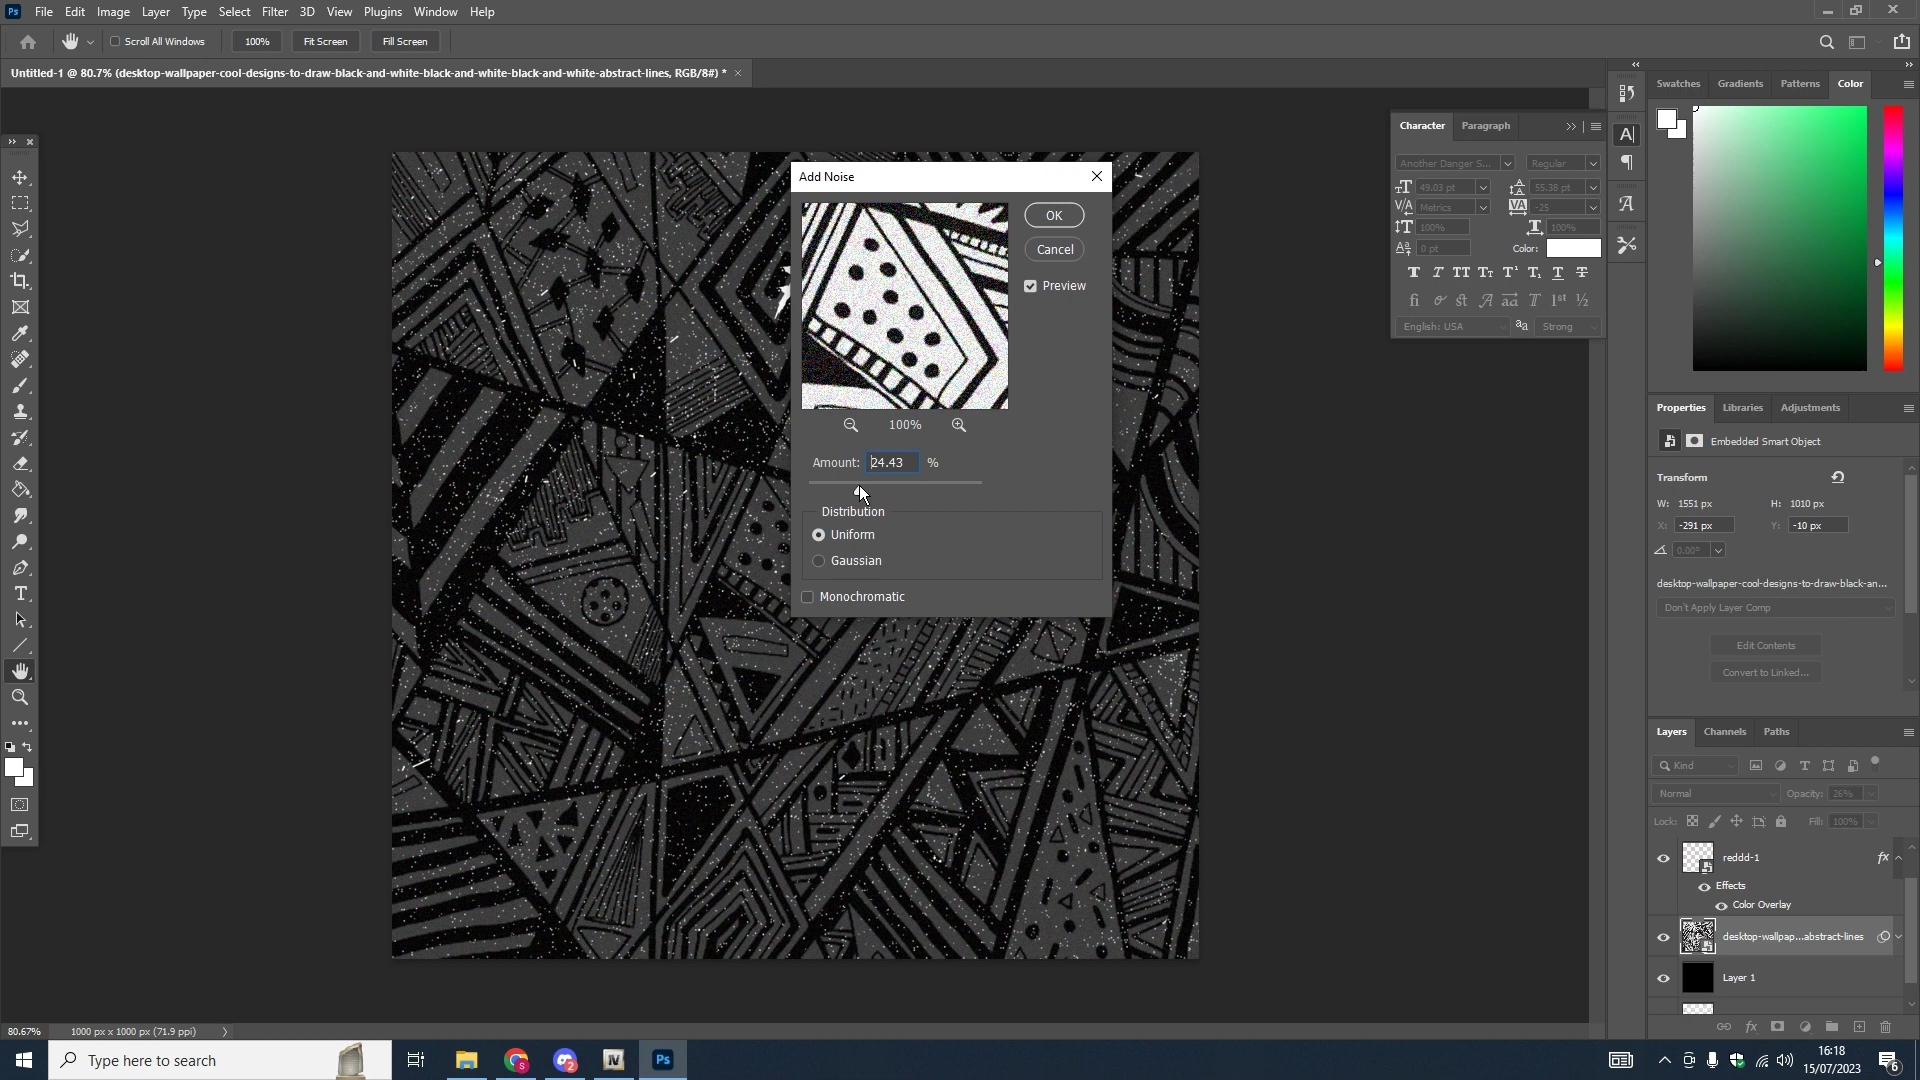 Ps File Edit Image Layer Type Select Filter 3D View Plugins Window Help
Scroll All Windows 100% Fit Screen Fill Screen
Untitled-1 @ 80.7% (desktop-wallpaper-cool-designs-to-draw-black-and-white-black-and-white-black-and-white-abstract-lines, RGB/8#) * ×
Swatches Gradients Patterns Color
Character Paragraph
Another Danger S... Regular
49.03 pt 55.38 pt
Metrics -25
100% 100%
0 pt Color:
English: USA aa Strong
Add Noise
OK
Cancel
Preview
100%
Amount: 24.43 %
Distribution
Uniform
Gaussian
Monochromatic
Properties Libraries Adjustments
Embedded Smart Object
Transform
W: 1551 px H: 1010 px
X: -291 px Y: -10 px
0.00°
desktop-wallpaper-cool-designs-to-draw-black-an...
Don't Apply Layer Comp
Edit Contents
Convert to Linked...
Layers Channels Paths
Kind
Normal Opacity: 26%
Lock: Fill: 100%
reddd-1 fx
Effects
Color Overlay
desktop-wallpap...abstract-lines
Layer 1
80.67% 1000 px x 1000 px (71.9 ppi)
Type here to search
Ps
16:18
15/07/2023
6